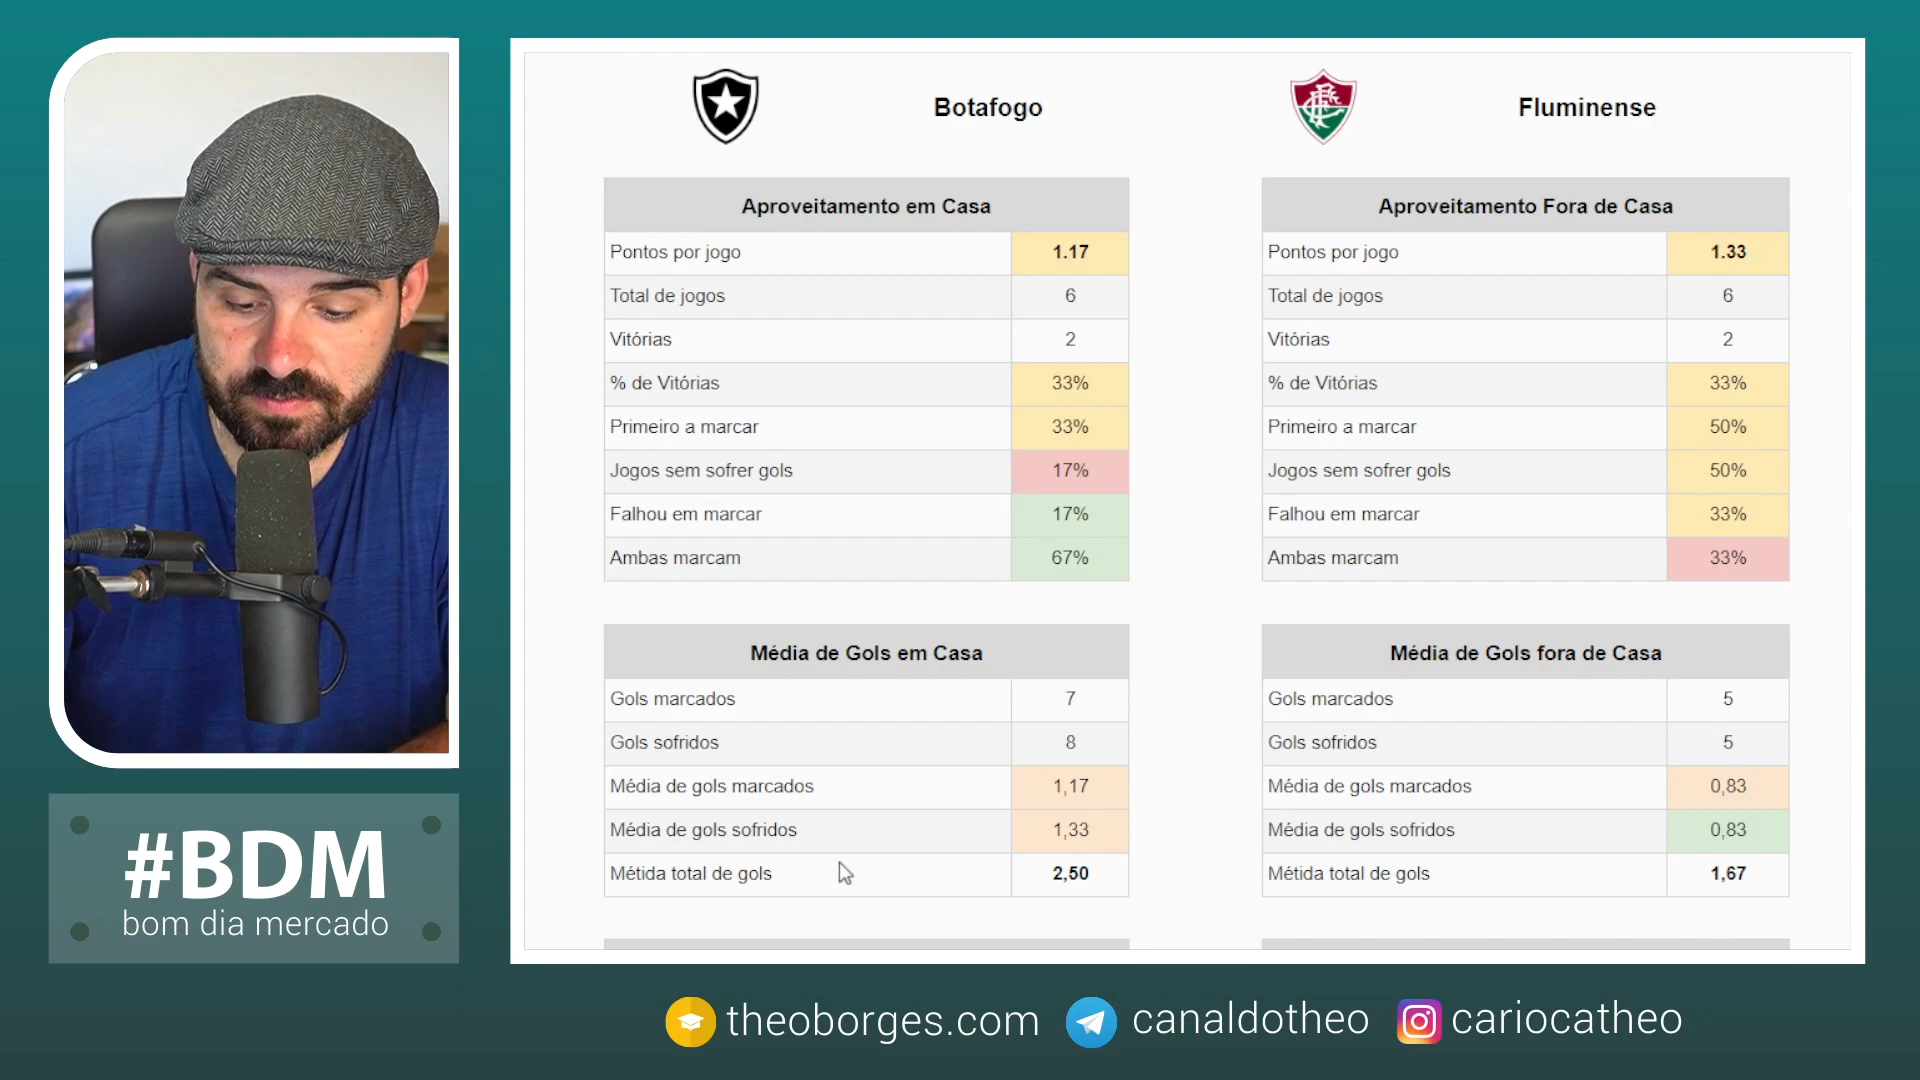 Botafogo
Fluminense
Aproveitamento em Casa
Pontos por jogo 1.17
Total de jogos 6
Vitórias 2
% de Vitórias 33%
Primeiro a marcar 33%
Jogos sem sofrer gols 17%
Falhou em marcar 17%
Ambas marcam 67%
Aproveitamento Fora de Casa
Pontos por jogo 1.33
Total de jogos 6
Vitórias 2
% de Vitórias 33%
Primeiro a marcar 50%
Jogos sem sofrer gols 50%
Falhou em marcar 33%
Ambas marcam 33%
Média de Gols em Casa
Gols marcados 7
Gols sofridos 8
Média de gols marcados 1,17
Média de gols sofridos 1,33
Métida total de gols 2,50
Média de Gols fora de Casa
Gols marcados 5
Gols sofridos 5
Média de gols marcados 0,83
Média de gols sofridos 0,83
Métida total de gols 1,67
#BDM
bom dia mercado
theoborges.com
canaldotheo
cariocatheo